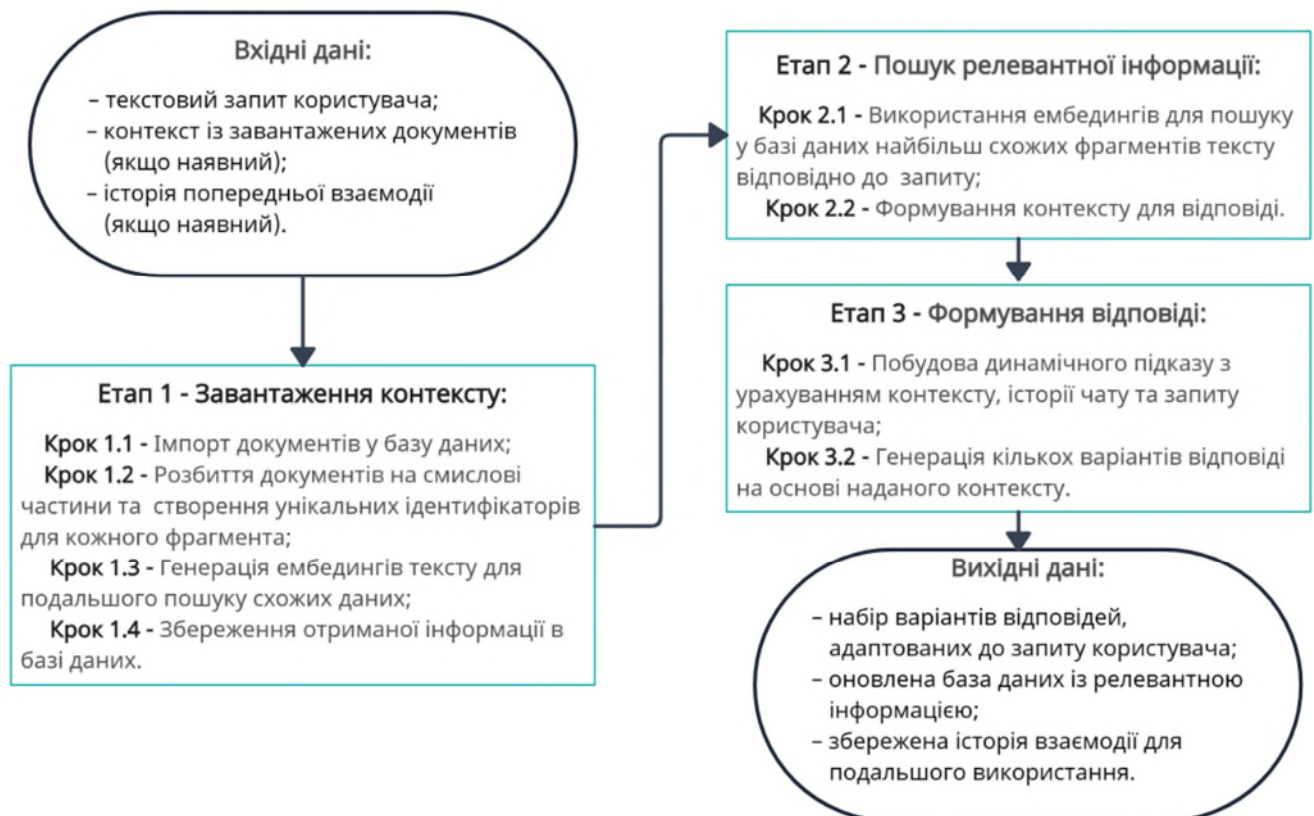 Вхідні дані:
– текстовий запит користувача;
– контекст із завантажених документів
(якщо наявний);
– історія попередньої взаємодії
(якщо наявний).
Етап 1 - Завантаження контексту:
Крок 1.1 - Імпорт документів у базу даних;
Крок 1.2 - Розбиття документів на смислові
частини та створення унікальних ідентифікаторів
для кожного фрагмента;
Крок 1.3 - Генерація ембедингів тексту для
подальшого пошуку схожих даних;
Крок 1.4 - Збереження отриманої інформації в
базі даних.
Етап 2 - Пошук релевантної інформації:
Крок 2.1 - Використання ембедингів для пошуку
у базі даних найбільш схожих фрагментів тексту
відповідно до запиту;
Крок 2.2 - Формування контексту для відповіді.
Етап 3 - Формування відповіді:
Крок 3.1 - Побудова динамічного підказу з
урахуванням контексту, історії чату та запиту
користувача;
Крок 3.2 - Генерація кількох варіантів відповіді
на основі наданого контексту.
Вихідні дані:
– набір варіантів відповідей,
адаптованих до запиту користувача;
– оновлена база даних із релевантною
інформацією;
– збережена історія взаємодії для
подальшого використання.